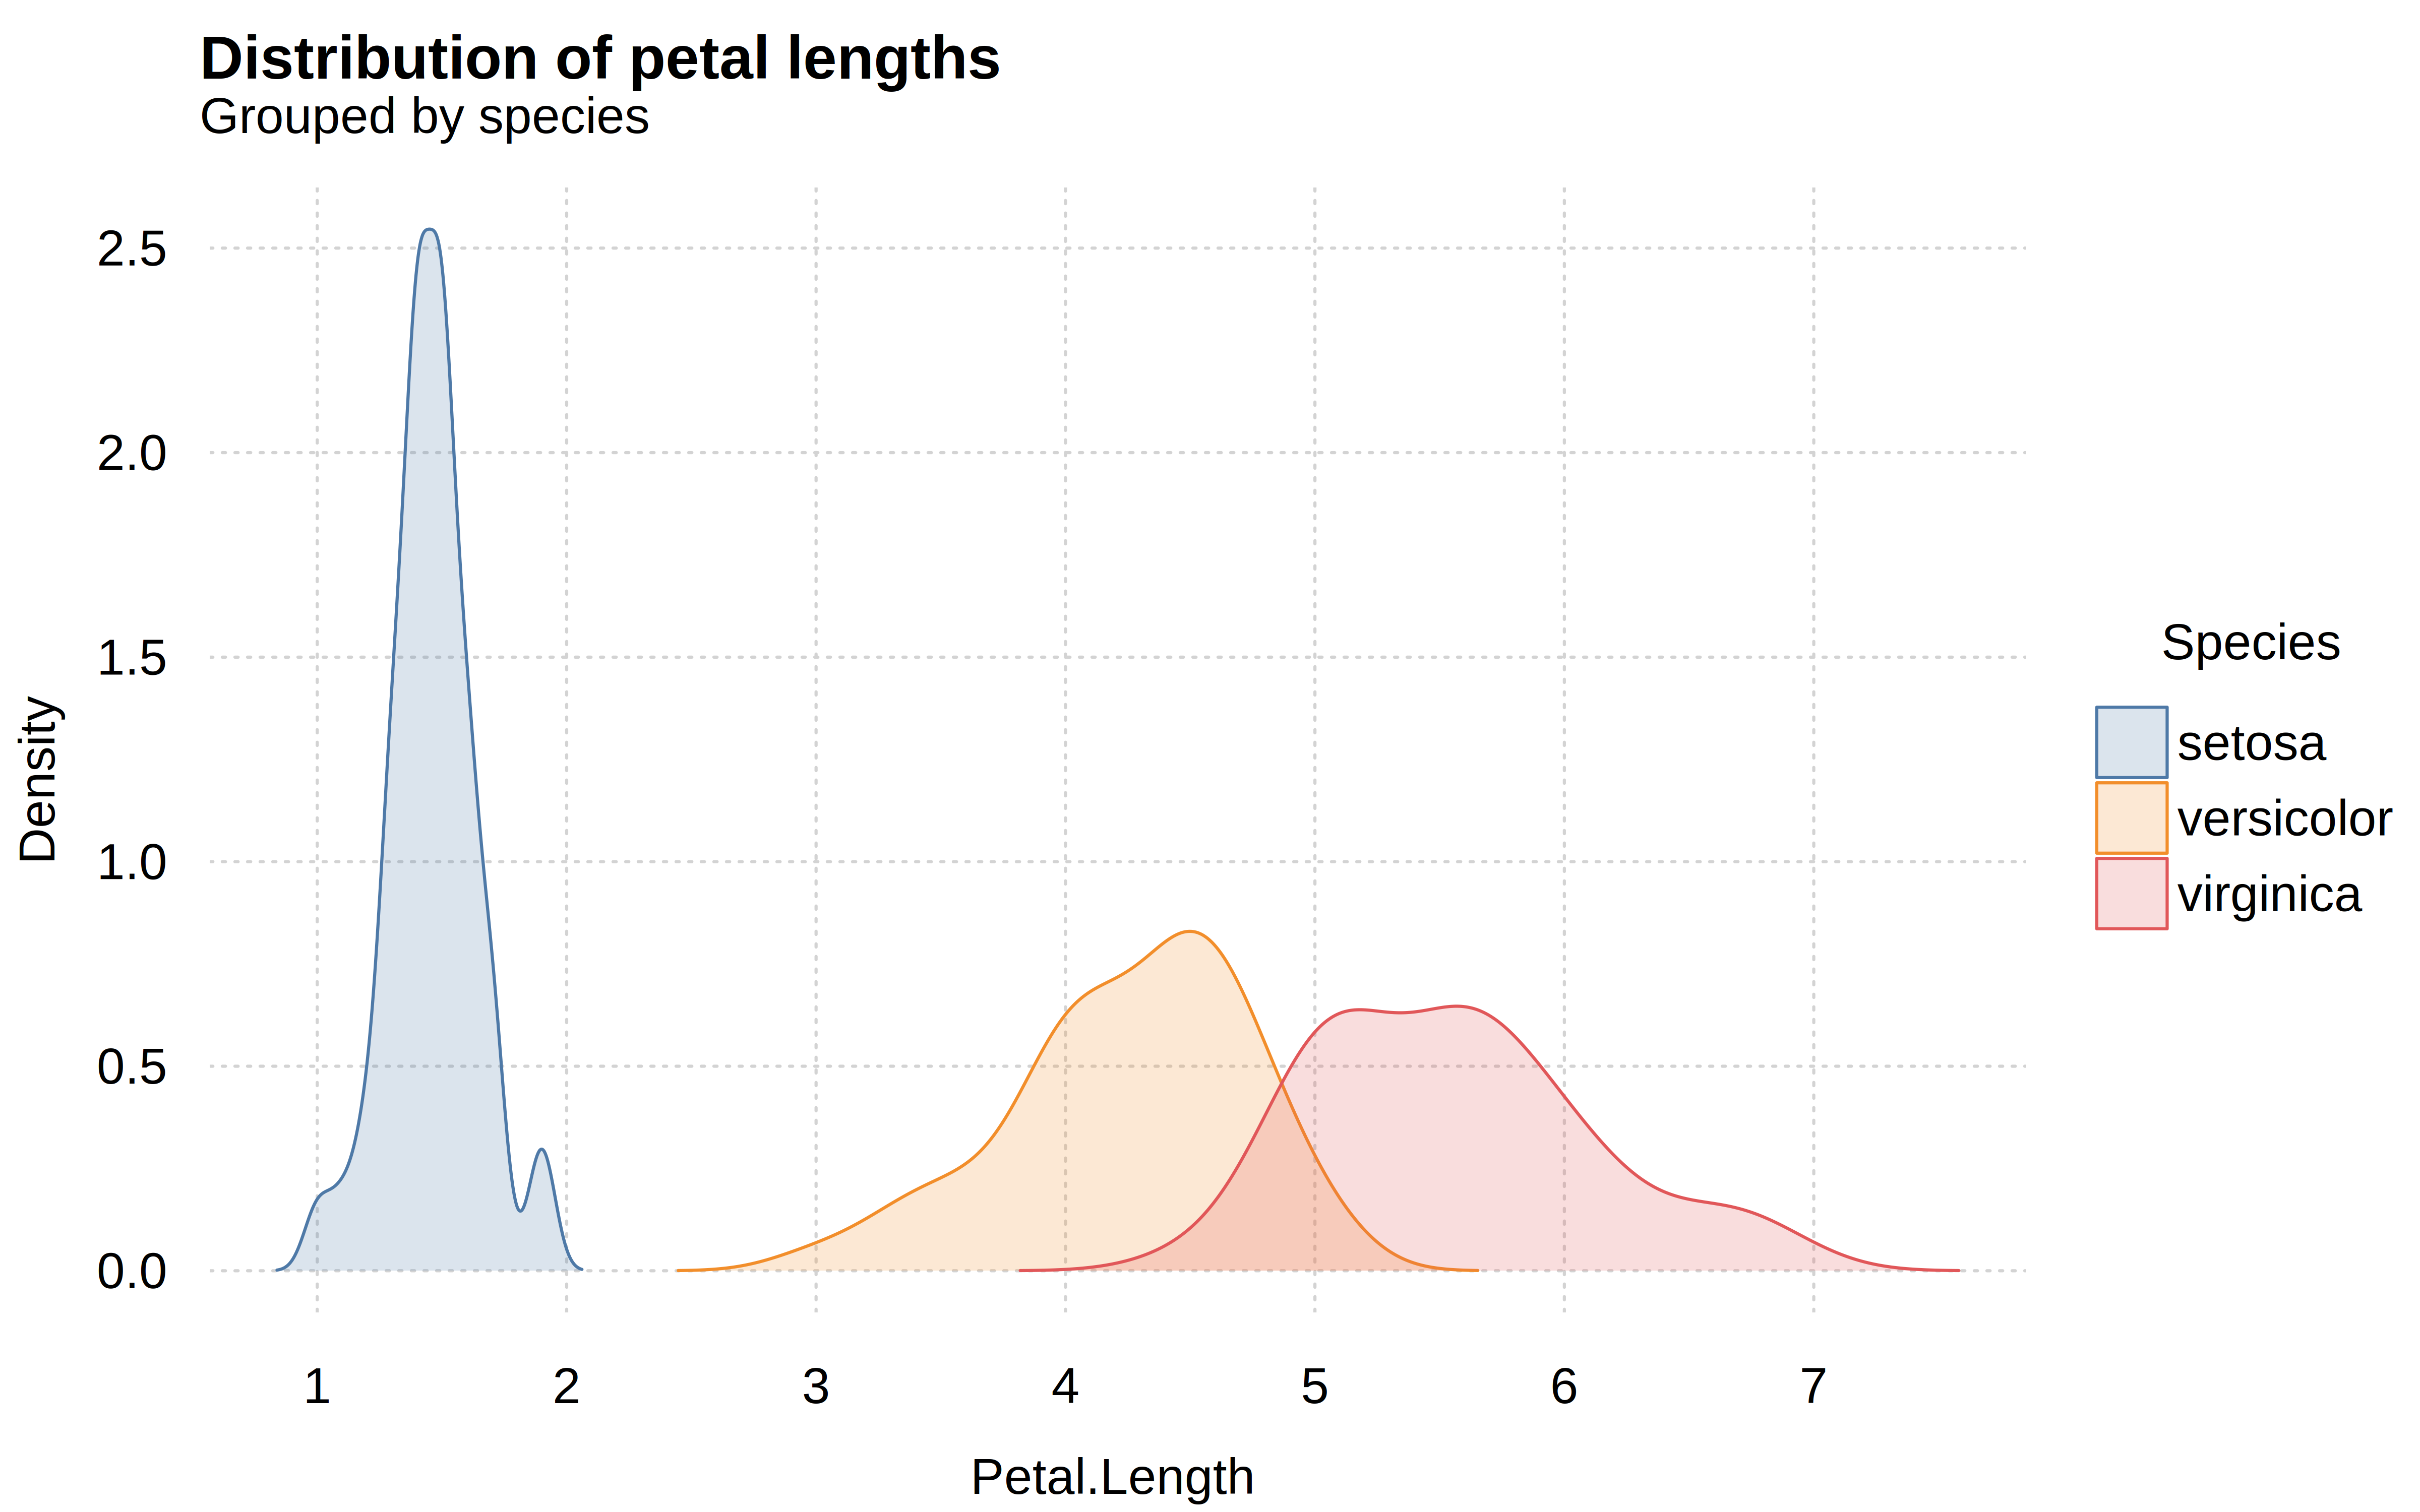 Distribution of petal lengths
Grouped by species
2.5
2.0
1.5
1.0
0.5
0.0
Density
1 2 3 4 5 6 7
Petal.Length
Species
setosa
versicolor
virginica